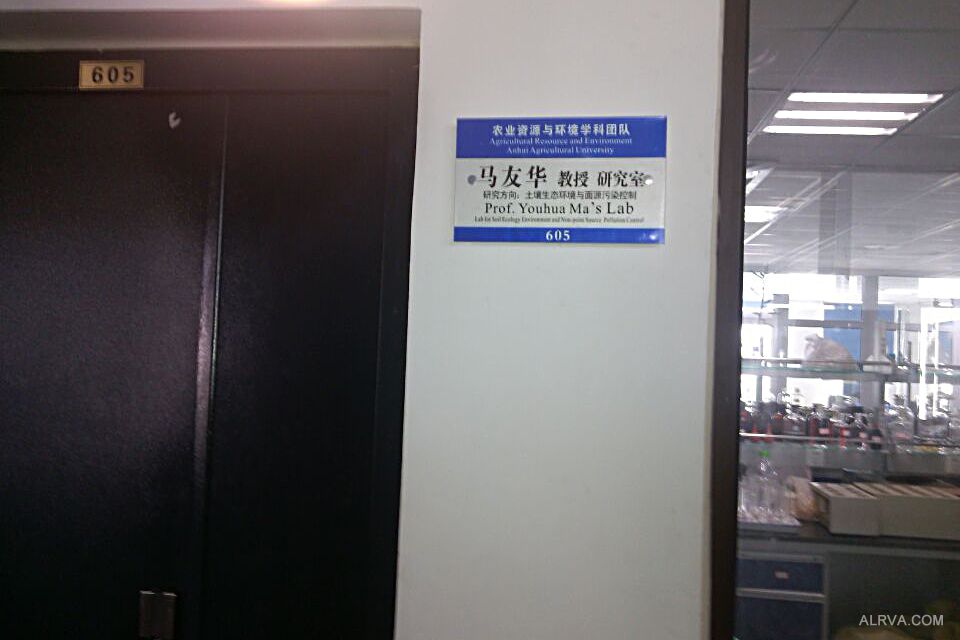 605
农业资源与环境学科团队
Agricultural Resource and Environment
Anhui Agricultural University
马友华 教授 研究室
研究方向：土壤生态环境与面源污染控制
Prof. Youhua Ma's Lab
Lab for Soil Ecology Environment and Non-point Source Pollution Control
605
ALRVA.COM